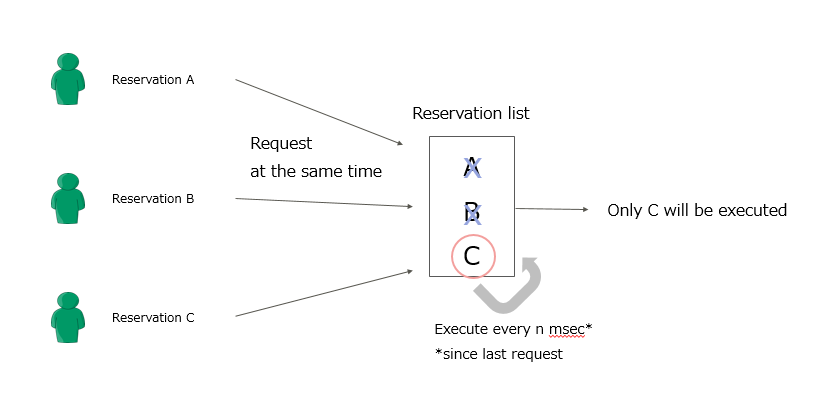 Reservation A
Reservation list
Request
at the same time
A
X
Reservation B
B
X
Only C will be executed
C
Reservation C
Execute every n msec*
*since last request